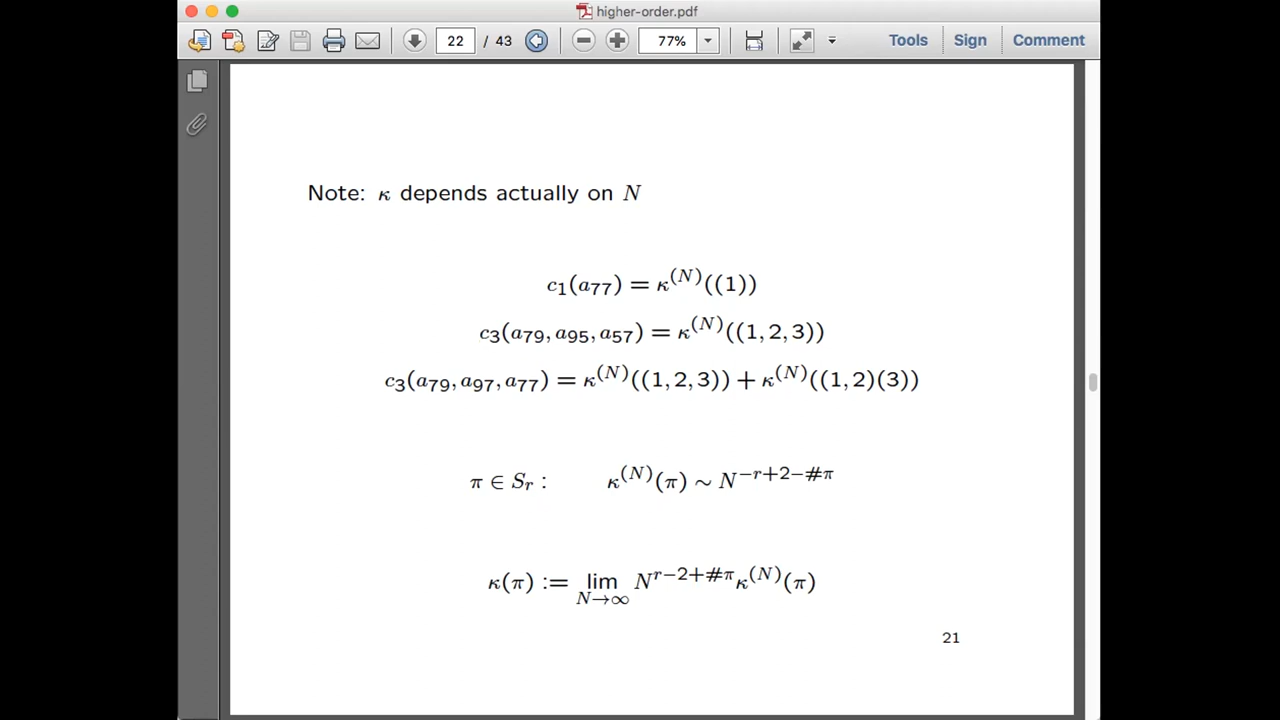 higher-order.pdf
22 / 43 77% Tools Sign Comment
Note: κ depends actually on N
c₁(a₇₇) = κ⁽ᴺ⁾((1))
c₃(a₇₉, a₉₅, a₅₇) = κ⁽ᴺ⁾((1, 2, 3))
c₃(a₇₉, a₉₇, a₇₇) = κ⁽ᴺ⁾((1, 2, 3)) + κ⁽ᴺ⁾((1, 2)(3))
π ∈ Sᵣ : κ⁽ᴺ⁾(π) ∼ N^{−r+2−#π}
κ(π) := lim_{N→∞} N^{r−2+#π} κ⁽ᴺ⁾(π)
21